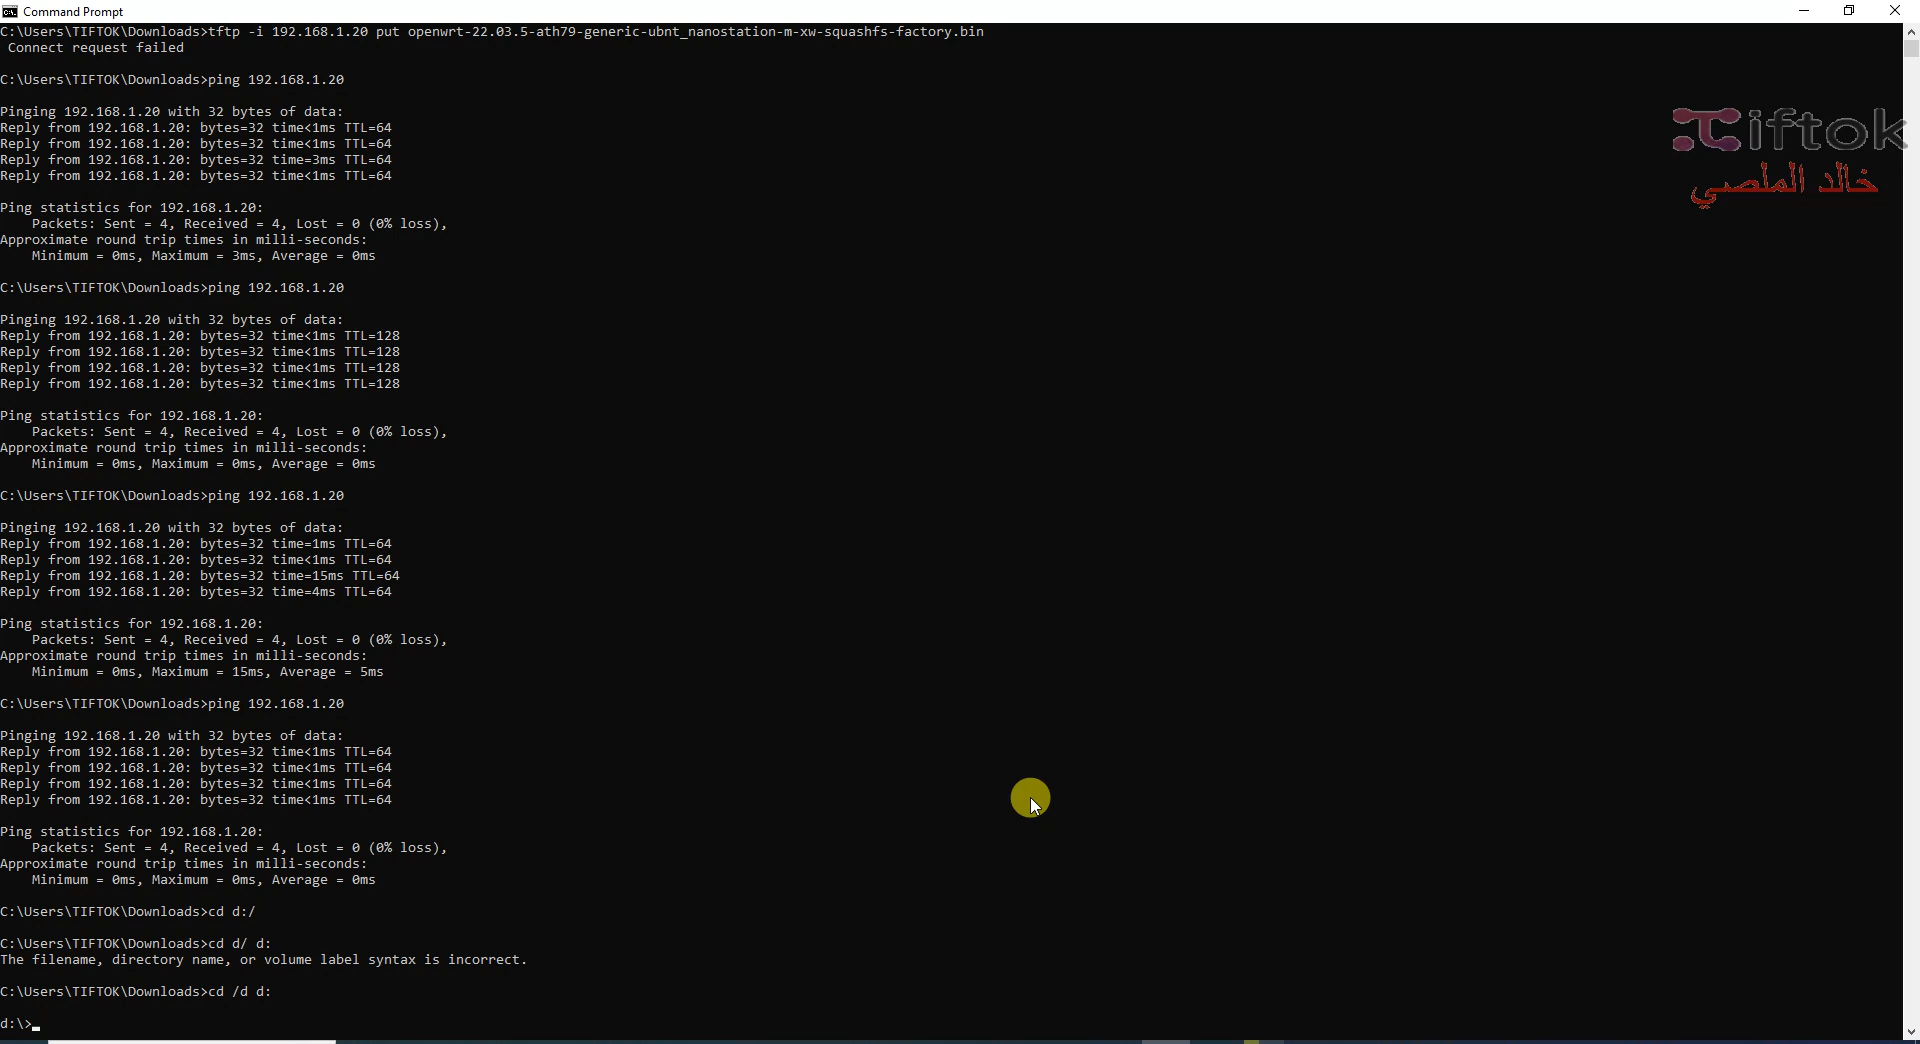 Command Prompt
C:\Users\TIFTOK\Downloads>tftp -i 192.168.1.20 put openwrt-22.03.5-ath79-generic-ubnt_nanostation-m-xw-squashfs-factory.bin
Connect request failed
C:\Users\TIFTOK\Downloads>ping 192.168.1.20
Pinging 192.168.1.20 with 32 bytes of data:
Reply from 192.168.1.20: bytes=32 time<1ms TTL=64
Reply from 192.168.1.20: bytes=32 time<1ms TTL=64
Reply from 192.168.1.20: bytes=32 time=3ms TTL=64
Reply from 192.168.1.20: bytes=32 time<1ms TTL=64
Tiftok
خالد الملصي
Ping statistics for 192.168.1.20:
Packets: Sent = 4, Received = 4, Lost = 0 (0% loss),
Approximate round trip times in milli-seconds:
Minimum = 0ms, Maximum = 3ms, Average = 0ms
C:\Users\TIFTOK\Downloads>ping 192.168.1.20
Pinging 192.168.1.20 with 32 bytes of data:
Reply from 192.168.1.20: bytes=32 time<1ms TTL=128
Reply from 192.168.1.20: bytes=32 time<1ms TTL=128
Reply from 192.168.1.20: bytes=32 time<1ms TTL=128
Reply from 192.168.1.20: bytes=32 time<1ms TTL=128
Ping statistics for 192.168.1.20:
Packets: Sent = 4, Received = 4, Lost = 0 (0% loss),
Approximate round trip times in milli-seconds:
Minimum = 0ms, Maximum = 0ms, Average = 0ms
C:\Users\TIFTOK\Downloads>ping 192.168.1.20
Pinging 192.168.1.20 with 32 bytes of data:
Reply from 192.168.1.20: bytes=32 time=1ms TTL=64
Reply from 192.168.1.20: bytes=32 time<1ms TTL=64
Reply from 192.168.1.20: bytes=32 time=15ms TTL=64
Reply from 192.168.1.20: bytes=32 time=4ms TTL=64
Ping statistics for 192.168.1.20:
Packets: Sent = 4, Received = 4, Lost = 0 (0% loss),
Approximate round trip times in milli-seconds:
Minimum = 0ms, Maximum = 15ms, Average = 5ms
C:\Users\TIFTOK\Downloads>ping 192.168.1.20
Pinging 192.168.1.20 with 32 bytes of data:
Reply from 192.168.1.20: bytes=32 time<1ms TTL=64
Reply from 192.168.1.20: bytes=32 time<1ms TTL=64
Reply from 192.168.1.20: bytes=32 time<1ms TTL=64
Reply from 192.168.1.20: bytes=32 time<1ms TTL=64
Ping statistics for 192.168.1.20:
Packets: Sent = 4, Received = 4, Lost = 0 (0% loss),
Approximate round trip times in milli-seconds:
Minimum = 0ms, Maximum = 0ms, Average = 0ms
C:\Users\TIFTOK\Downloads>cd d:/
C:\Users\TIFTOK\Downloads>cd d/ d:
The filename, directory name, or volume label syntax is incorrect.
C:\Users\TIFTOK\Downloads>cd /d d:
d:\>